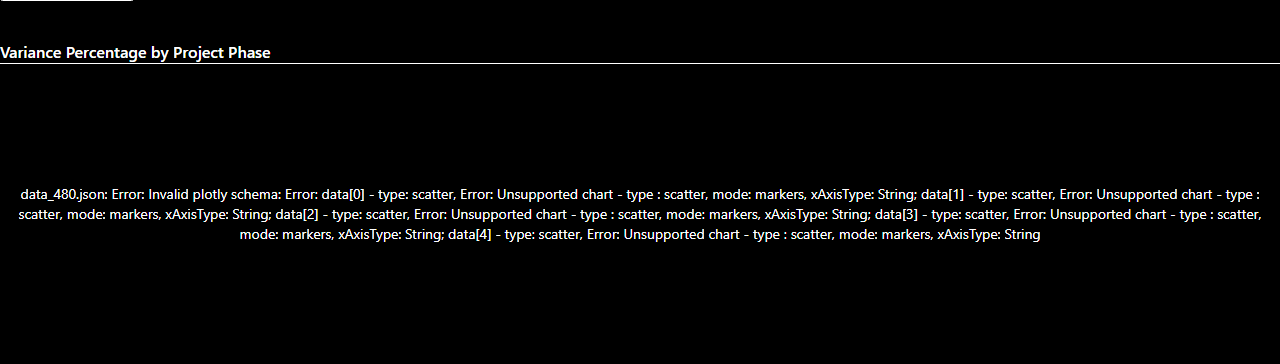 Variance Percentage by Project Phase
data_480.json: Error: Invalid plotly schema: Error: data[0] - type: scatter, Error: Unsupported chart - type : scatter, mode: markers, xAxisType: String; data[1] - type: scatter, Error: Unsupported chart - type :
scatter, mode: markers, xAxisType: String; data[2] - type: scatter, Error: Unsupported chart - type : scatter, mode: markers, xAxisType: String; data[3] - type: scatter, Error: Unsupported chart - type : scatter,
mode: markers, xAxisType: String; data[4] - type: scatter, Error: Unsupported chart - type : scatter, mode: markers, xAxisType: String